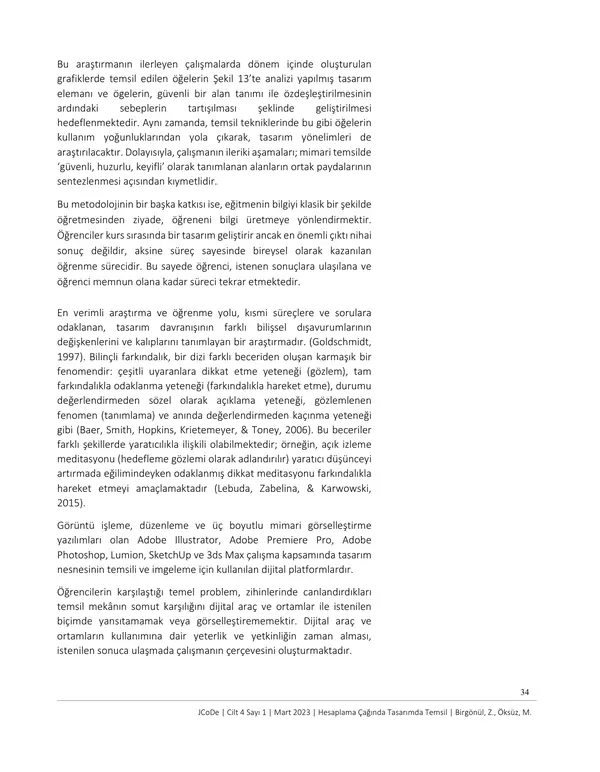 Bu araştırmanın ilerleyen çalışmalarda dönem içinde oluşturulan
grafiklerde temsil edilen öğelerin Şekil 13’te analizi yapılmış tasarım
elemanı ve ögelerin, güvenli bir alan tanımı ile özdeşleştirilmesinin
ardındaki sebeplerin tartışılması şeklinde geliştirilmesi
hedeflenmektedir. Aynı zamanda, temsil tekniklerinde bu gibi öğelerin
kullanım yoğunluklarından yola çıkarak, tasarım yönelimleri de
araştırılacaktır. Dolayısıyla, çalışmanın ileriki aşamaları; mimari temsilde
‘güvenli, huzurlu, keyifli’ olarak tanımlanan alanların ortak paydalarının
sentezlenmesi açısından kıymetlidir.
Bu metodolojinin bir başka katkısı ise, eğitmenin bilgiyi klasik bir şekilde
öğretmesinden ziyade, öğreneni bilgi üretmeye yönlendirmektir.
Öğrenciler kurs sırasında bir tasarım geliştirir ancak en önemli çıktı nihai
sonuç değildir, aksine süreç sayesinde bireysel olarak kazanılan
öğrenme sürecidir. Bu sayede öğrenci, istenen sonuçlara ulaşılana ve
öğrenci memnun olana kadar süreci tekrar etmektedir.
En verimli araştırma ve öğrenme yolu, kısmi süreçlere ve sorulara
odaklanan, tasarım davranışının farklı bilişsel dışavurumlarının
değişkenlerini ve kalıplarını tanımlayan bir araştırmadır. (Goldschmidt,
1997). Bilinçli farkındalık, bir dizi farklı beceriden oluşan karmaşık bir
fenomendir: çeşitli uyaranlara dikkat etme yeteneği (gözlem), tam
farkındalıkla odaklanma yeteneği (farkındalıkla hareket etme), durumu
değerlendirmeden sözel olarak açıklama yeteneği, gözlemlenen
fenomen (tanımlama) ve anında değerlendirmeden kaçınma yeteneği
gibi (Baer, Smith, Hopkins, Krietemeyer, & Toney, 2006). Bu beceriler
farklı şekillerde yaratıcılıkla ilişkili olabilmektedir; örneğin, açık izleme
meditasyonu (hedefleme gözlemi olarak adlandırılır) yaratıcı düşünceyi
artırmada eğilimindeyken odaklanmış dikkat meditasyonu farkındalıkla
hareket etmeyi amaçlamaktadır (Lebuda, Zabelina, & Karwowski,
2015).
Görüntü işleme, düzenleme ve üç boyutlu mimari görselleştirme
yazılımları olan Adobe Illustrator, Adobe Premiere Pro, Adobe
Photoshop, Lumion, SketchUp ve 3ds Max çalışma kapsamında tasarım
nesnesinin temsili ve imgeleme için kullanılan dijital platformlardır.
Öğrencilerin karşılaştığı temel problem, zihinlerinde canlandırdıkları
temsil mekânın somut karşılığını dijital araç ve ortamlar ile istenilen
biçimde yansıtamamak veya görselleştirememektir. Dijital araç ve
ortamların kullanımına dair yeterlik ve yetkinliğin zaman alması,
istenilen sonuca ulaşmada çalışmanın çerçevesini oluşturmaktadır.
34
JCoDe | Cilt 4 Sayı 1 | Mart 2023 | Hesaplama Çağında Tasarımda Temsil | Birgönül, Z., Öksüz, M.